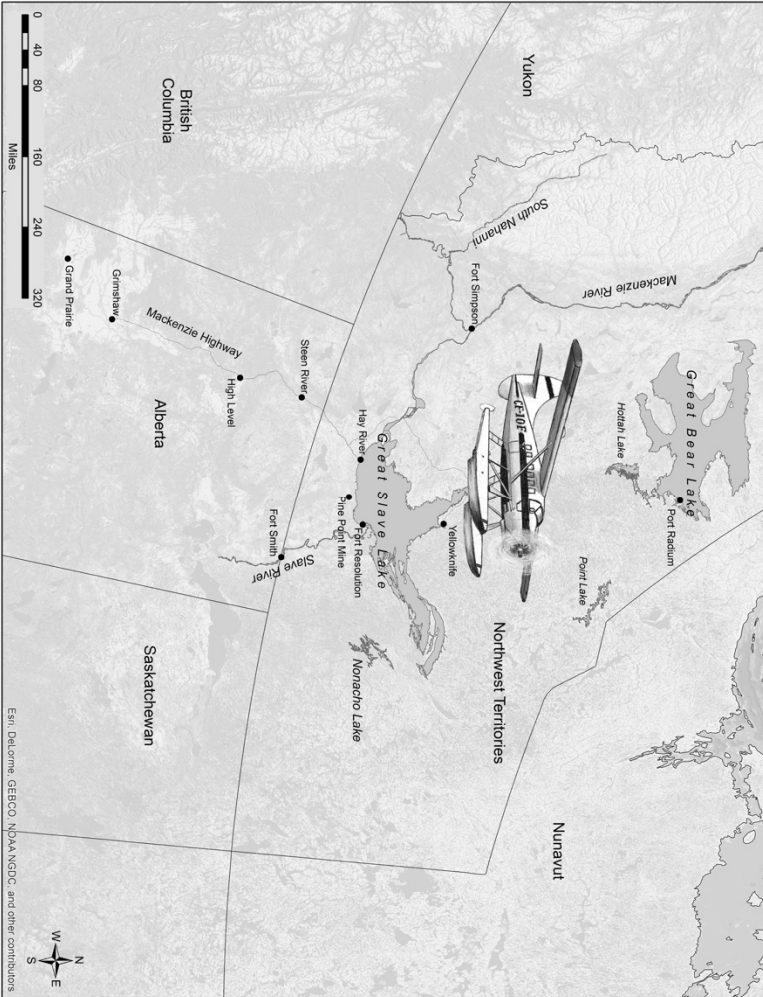 Yukon
British
Columbia
South Nahanni
Mackenzie River
Fort Simpson
Great Bear Lake
Hottah Lake
Port Radium
Point Lake
CF-IOF
Yellowknife
Northwest Territories
Nunavut
Great Slave Lake
Hay River
Pine Point Mine
Fort Resolution
Nonacho Lake
Slave River
Fort Smith
Steen River
High Level
Mackenzie Highway
Grimshaw
Grand Prairie
Alberta
Saskatchewan
0 40 80 160 240 320
Miles
N
W E
S
Esri, DeLorme, GEBCO, NOAA NGDC, and other contributors